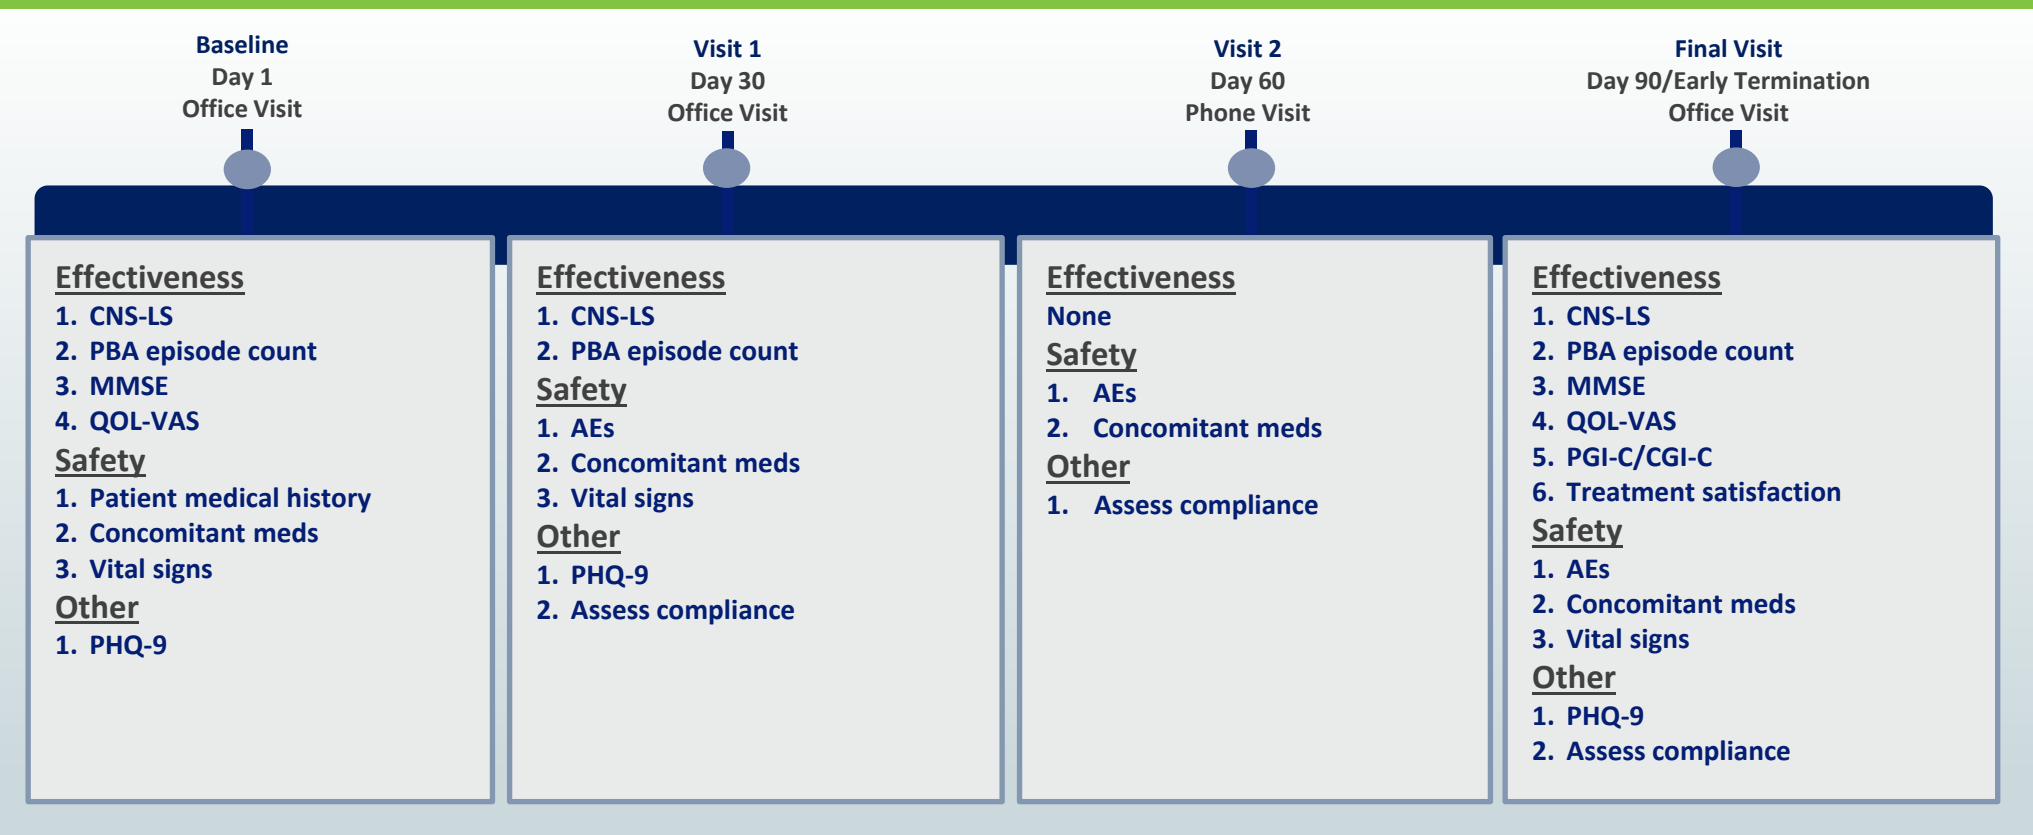 Baseline
Day 1
Office Visit
Visit 1
Day 30
Office Visit
Visit 2
Day 60
Phone Visit
Final Visit
Day 90/Early Termination
Office Visit
Effectiveness
1. CNS-LS
2. PBA episode count
3. MMSE
4. QOL-VAS
Safety
1. Patient medical history
2. Concomitant meds
3. Vital signs
Other
1. PHQ-9
Effectiveness
1. CNS-LS
2. PBA episode count
Safety
1. AEs
2. Concomitant meds
3. Vital signs
Other
1. PHQ-9
2. Assess compliance
Effectiveness
None
Safety
1. AEs
2. Concomitant meds
Other
1. Assess compliance
Effectiveness
1. CNS-LS
2. PBA episode count
3. MMSE
4. QOL-VAS
5. PGI-C/CGI-C
6. Treatment satisfaction
Safety
1. AEs
2. Concomitant meds
3. Vital signs
Other
1. PHQ-9
2. Assess compliance